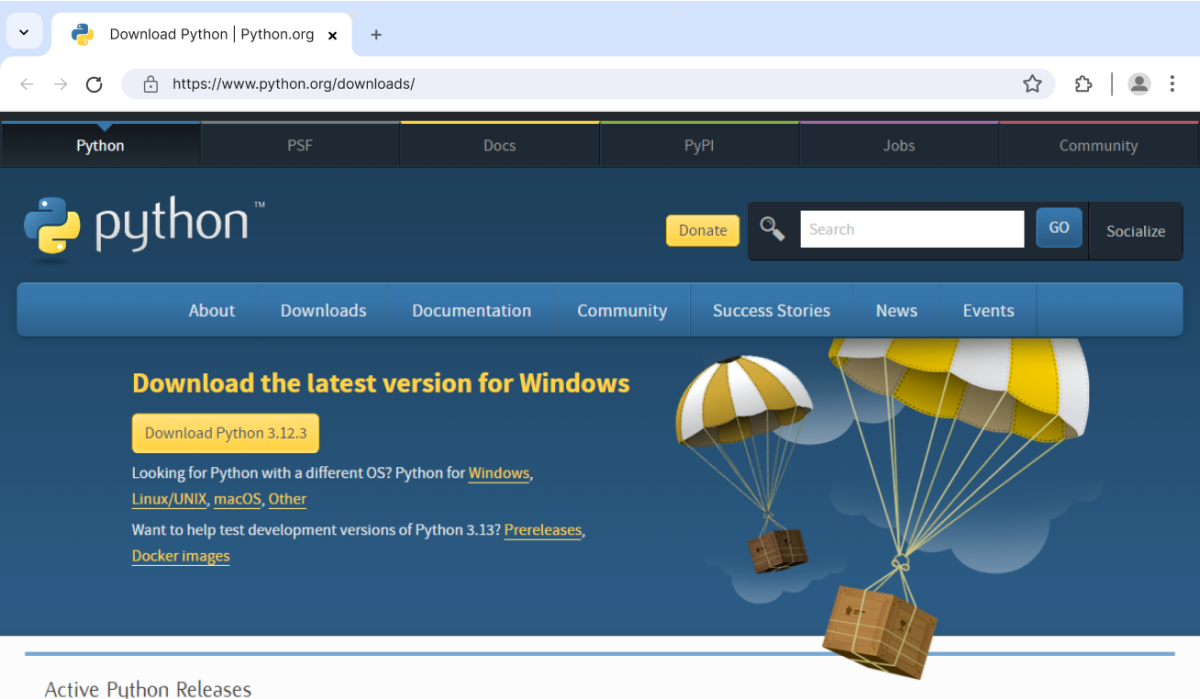 Download Python | Python.org
https://www.python.org/downloads/
Python PSF Docs PyPI Jobs Community
python™
Donate Search GO Socialize
About Downloads Documentation Community Success Stories News Events
Download the latest version for Windows
Download Python 3.12.3
Looking for Python with a different OS? Python for Windows,
Linux/UNIX, macOS, Other
Want to help test development versions of Python 3.13? Prereleases,
Docker images
Active Python Releases